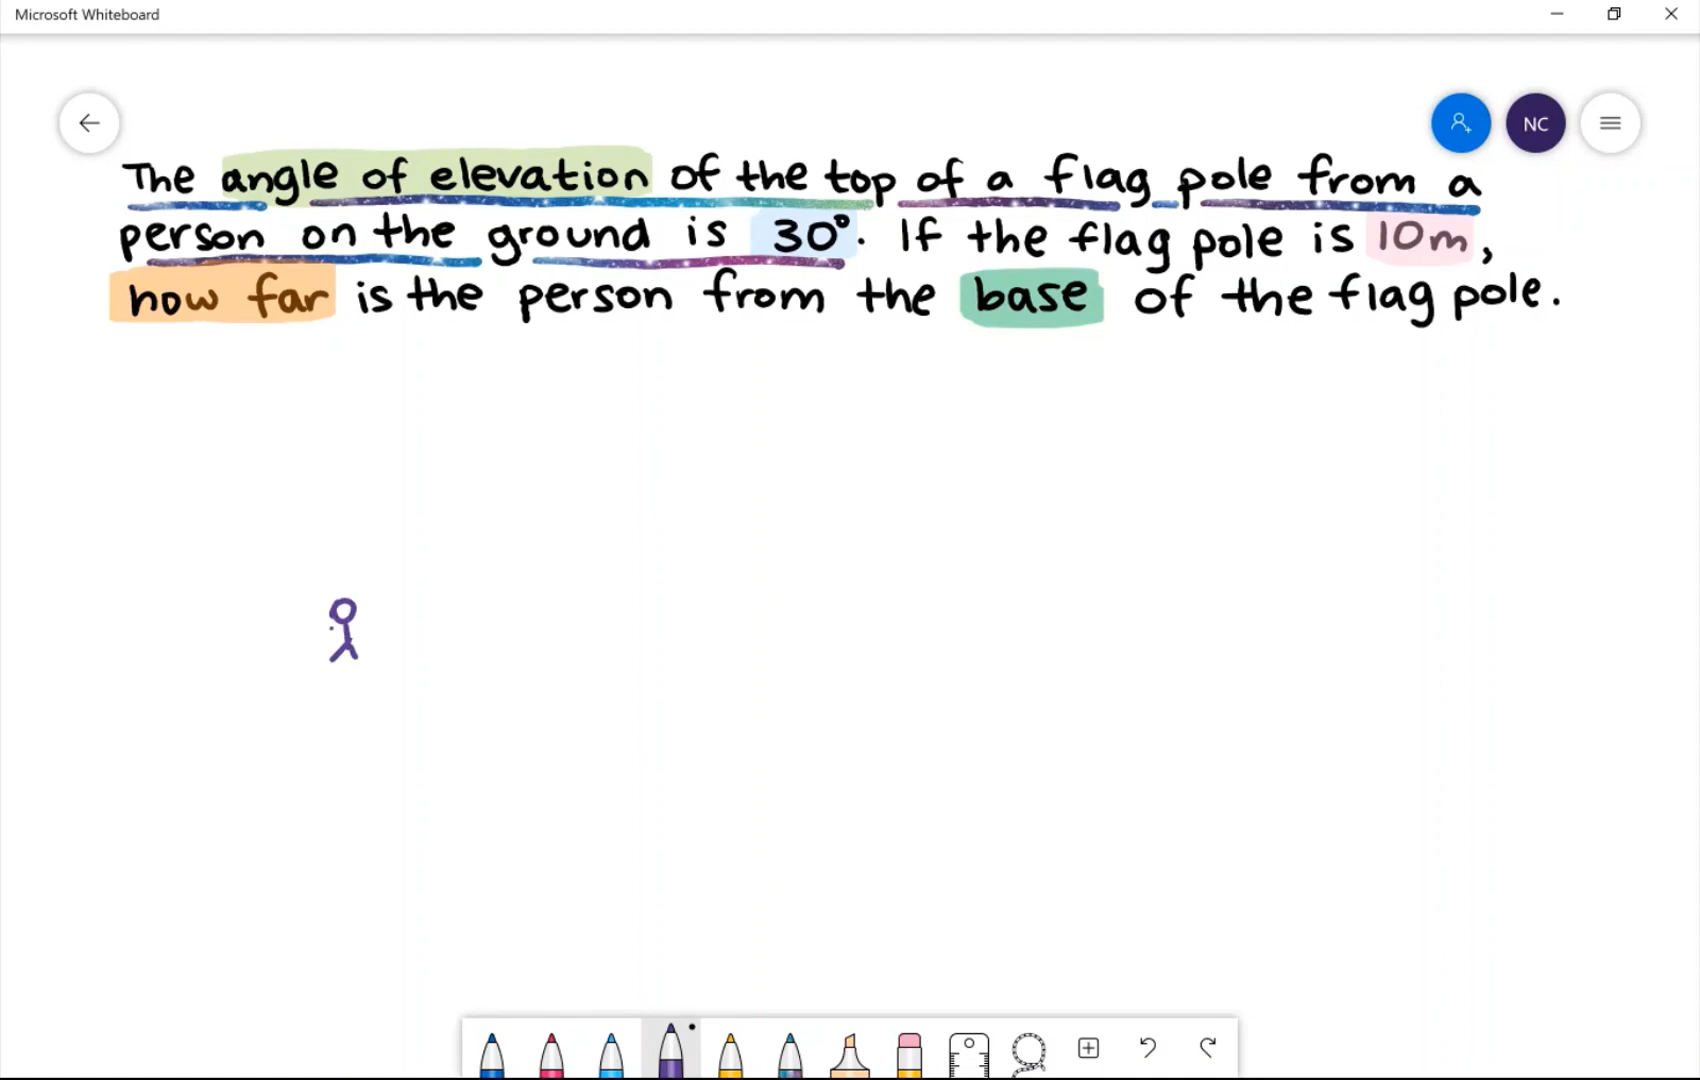 Microsoft Whiteboard
NC
The angle of elevation of the top of a flag pole from a
person on the ground is 30°. If the flag pole is 10m,
how far is the person from the base of the flag pole.